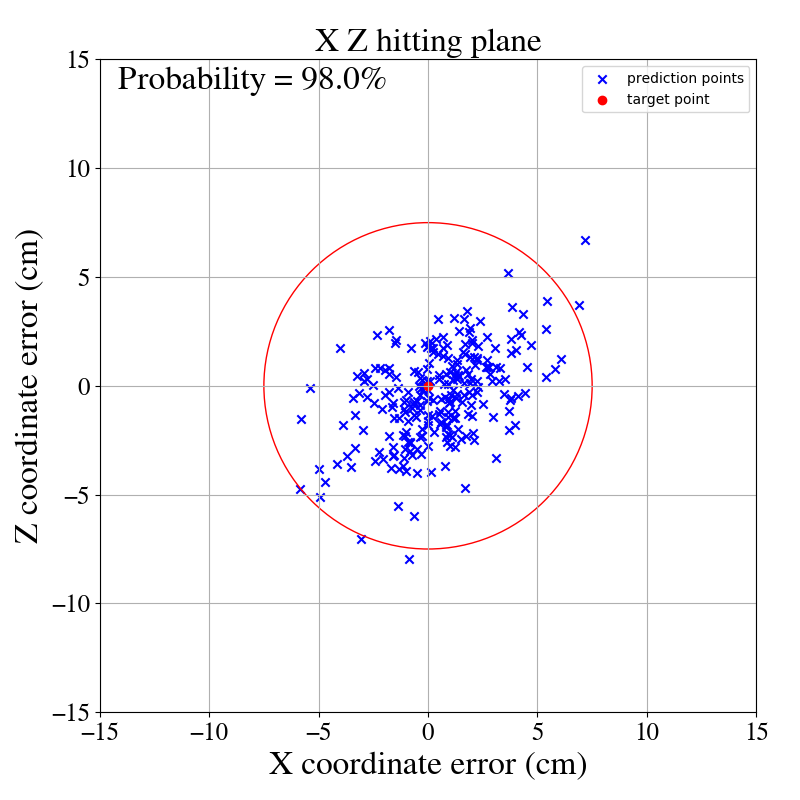 X Z hitting plane
Probability = 98.0%
prediction points
target point
Z coordinate error (cm)
15
10
5
0
−5
−10
−15
−15
−10
−5
0
5
10
15
X coordinate error (cm)